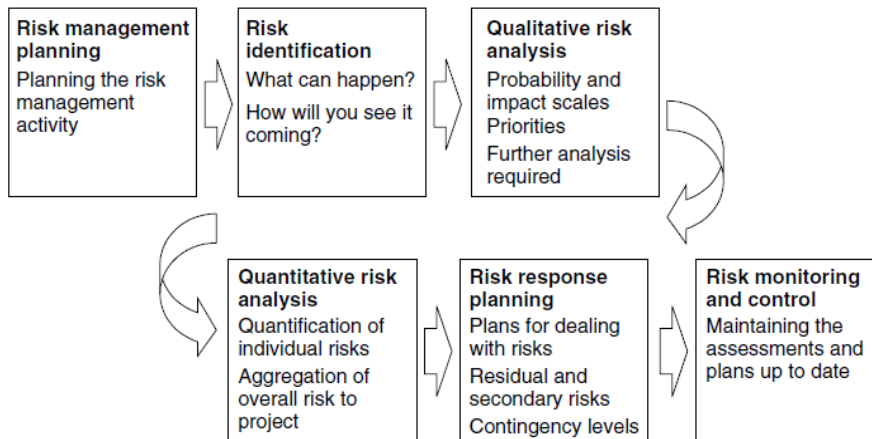 Risk management
planning
Planning the risk
management
activity
Risk
identification
What can happen?
How will you see it
coming?
Qualitative risk
analysis
Probability and
impact scales
Priorities
Further analysis
required
Quantitative risk
analysis
Quantification of
individual risks
Aggregation of
overall risk to
project
Risk response
planning
Plans for dealing
with risks
Residual and
secondary risks
Contingency levels
Risk monitoring
and control
Maintaining the
assessments and
plans up to date